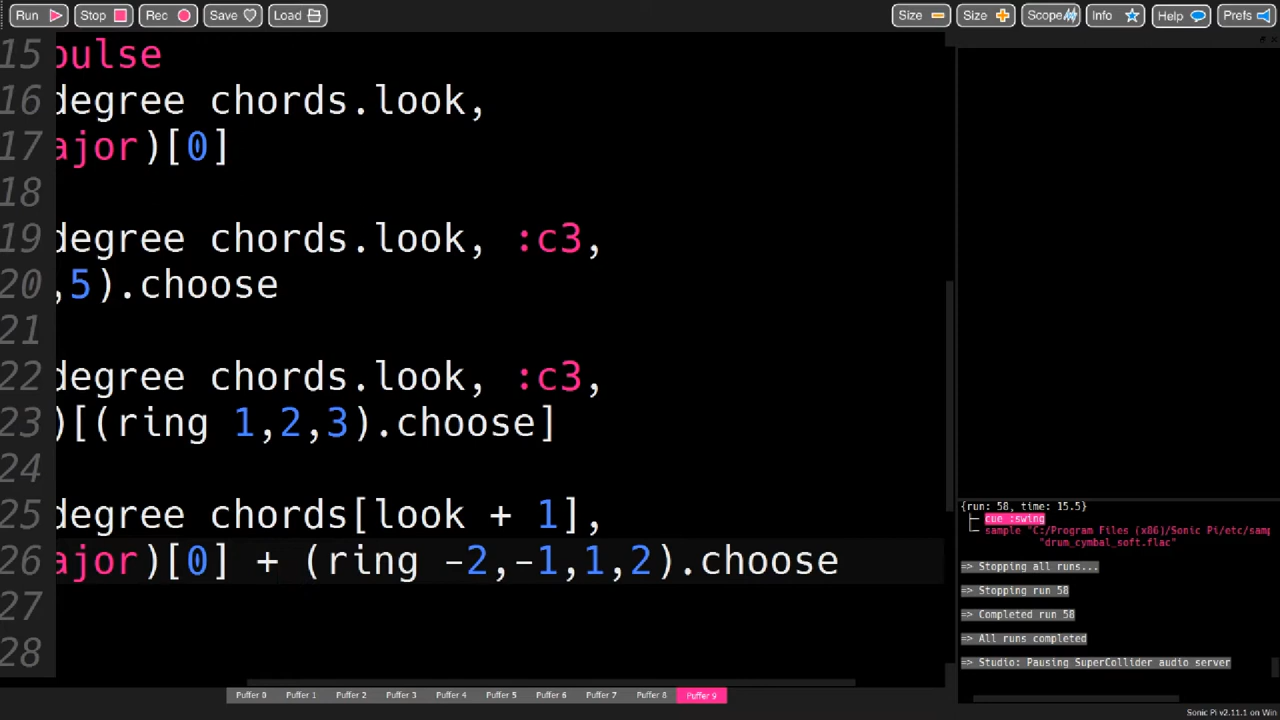 Run Stop Rec Save Load Size Size Scope Info Help Prefs
15 pulse
16 degree chords.look,
17 ajor)[0]
18
19 degree chords.look, :c3,
20 ,5).choose
21
22 degree chords.look, :c3,
23 )[(ring 1,2,3).choose]
24
25 degree chords[look + 1],
26 ajor)[0] + (ring -2,-1,1,2).choose
27
28
{run: 58, time: 15.5}
cue :swing
sample "C:/Program Files (x86)/Sonic Pi/etc/samp
"drum_cymbal_soft.flac"
=> Stopping all runs...
=> Stopping run 58
=> Completed run 58
=> All runs completed
=> Studio: Pausing SuperCollider audio server
Puffer 0 Puffer 1 Puffer 2 Puffer 3 Puffer 4 Puffer 5 Puffer 6 Puffer 7 Puffer 8 Puffer 9
Sonic Pi v2.11.1 on Win